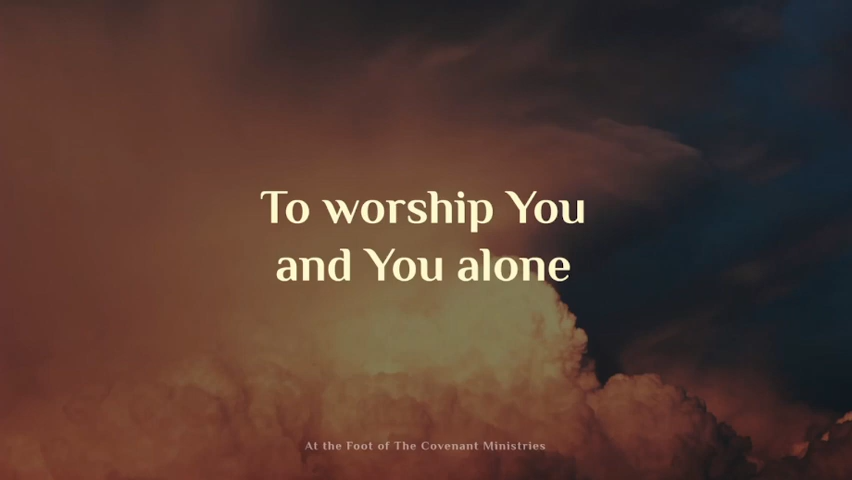 To worship You
and You alone
At the Foot of The Covenant Ministries